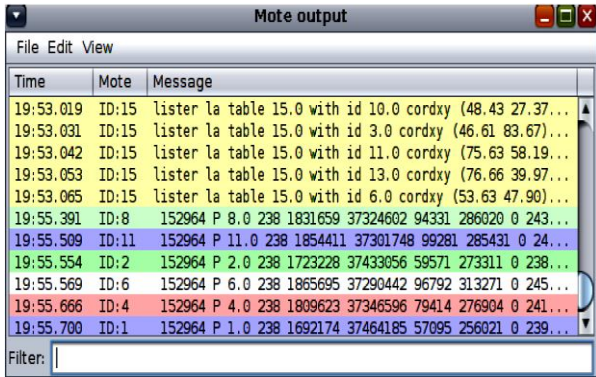 Mote output
File Edit View
Time Mote Message
19:53.019 ID:15 lister la table 15.0 with id 10.0 cordxy (48.43 27.37...
19:53.031 ID:15 lister la table 15.0 with id 3.0 cordxy (46.61 83.67)...
19:53.042 ID:15 lister la table 15.0 with id 11.0 cordxy (75.63 58.19...
19:53.053 ID:15 lister la table 15.0 with id 13.0 cordxy (76.66 39.97...
19:53.065 ID:15 lister la table 15.0 with id 6.0 cordxy (53.63 47.90)...
19:55.391 ID:8 152964 P 8.0 238 1831659 37324602 94331 286020 0 243...
19:55.509 ID:11 152964 P 11.0 238 1854411 37301748 99281 285431 0 24...
19:55.554 ID:2 152964 P 2.0 238 1723228 37433056 59571 273311 0 238...
19:55.569 ID:6 152964 P 6.0 238 1865695 37290442 96792 313271 0 245...
19:55.666 ID:4 152964 P 4.0 238 1809623 37346596 79414 276904 0 241...
19:55.700 ID:1 152964 P 1.0 238 1692174 37464185 57095 256021 0 239...
Filter: